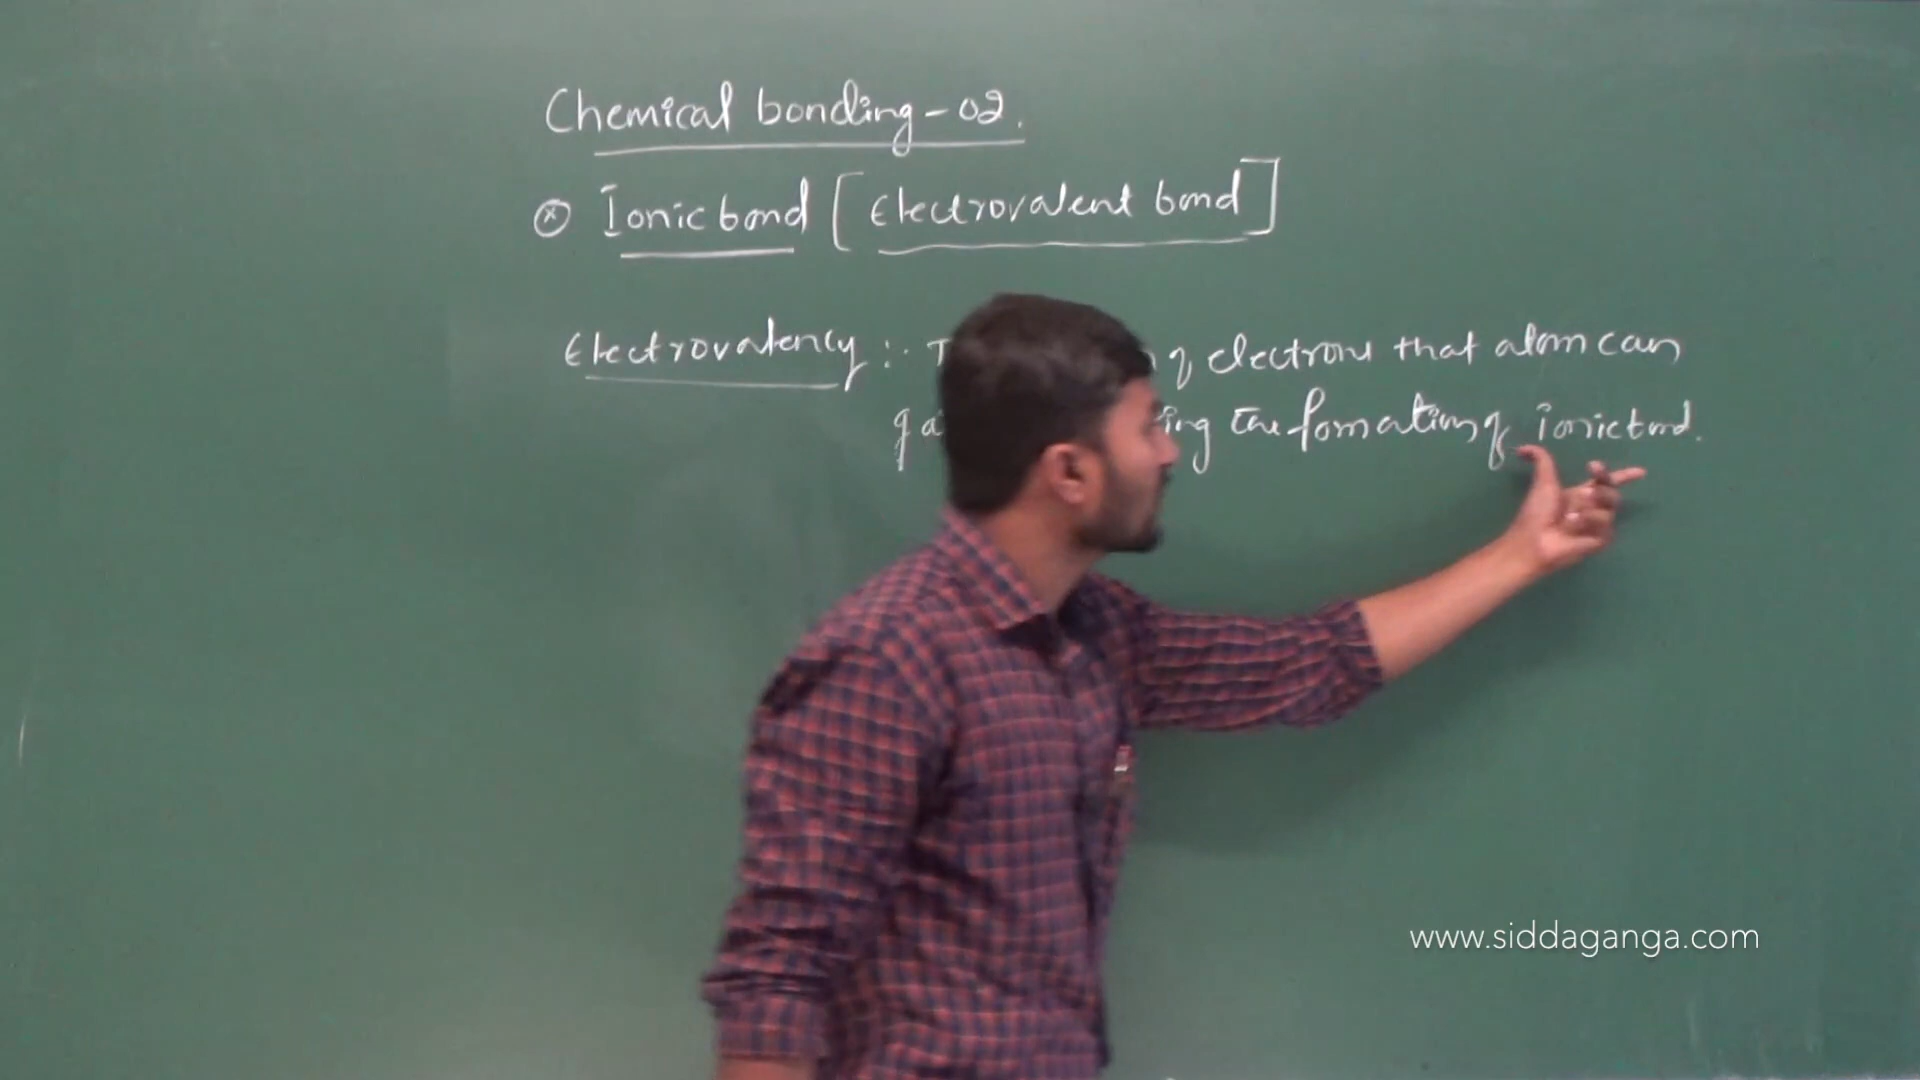 Chemical bonding - 02.
Ionic bond [Electrovalent bond]
Electrovalency :- of electrons that atom can
the formation of ionic bond.
www.siddaganga.com